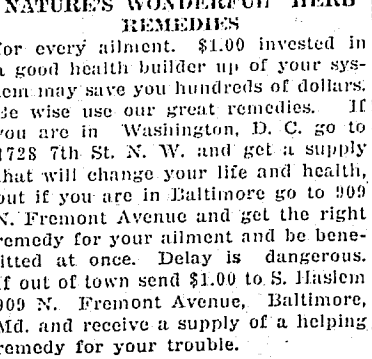 NATURE'S WONDERFUL HERB
REMEDIES
for every ailment. $1.00 invested in
a good health builder up of your sys-
tem may save you hundreds of dollars.
Be wise use our great remedies. If
you are in Washington, D. C. go to
1728 7th St. N. W. and get a supply
that will change your life and health,
but if you are in Baltimore go to 909
N. Fremont Avenue and get the right
remedy for your ailment and be bene-
fitted at once. Delay is dangerous.
If out of town send $1.00 to S. Haslem
909 N. Fremont Avenue, Baltimore,
Md. and receive a supply of a helping
remedy for your trouble.